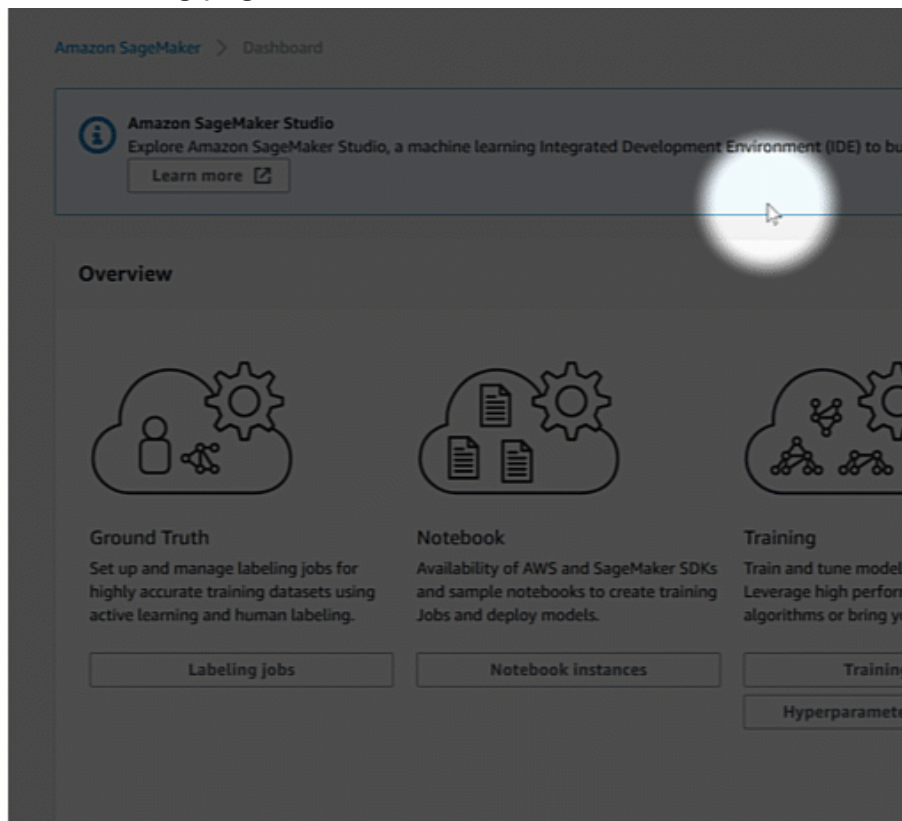 Amazon SageMaker > Dashboard
Amazon SageMaker Studio
Explore Amazon SageMaker Studio, a machine learning Integrated Development Environment (IDE) to bu
Learn more
Overview
Ground Truth
Set up and manage labeling jobs for
highly accurate training datasets using
active learning and human labeling.
Labeling jobs
Notebook
Availability of AWS and SageMaker SDKs
and sample notebooks to create training
Jobs and deploy models.
Notebook instances
Training
Train and tune model
Leverage high perfor
algorithms or bring y
Training
Hyperparamete